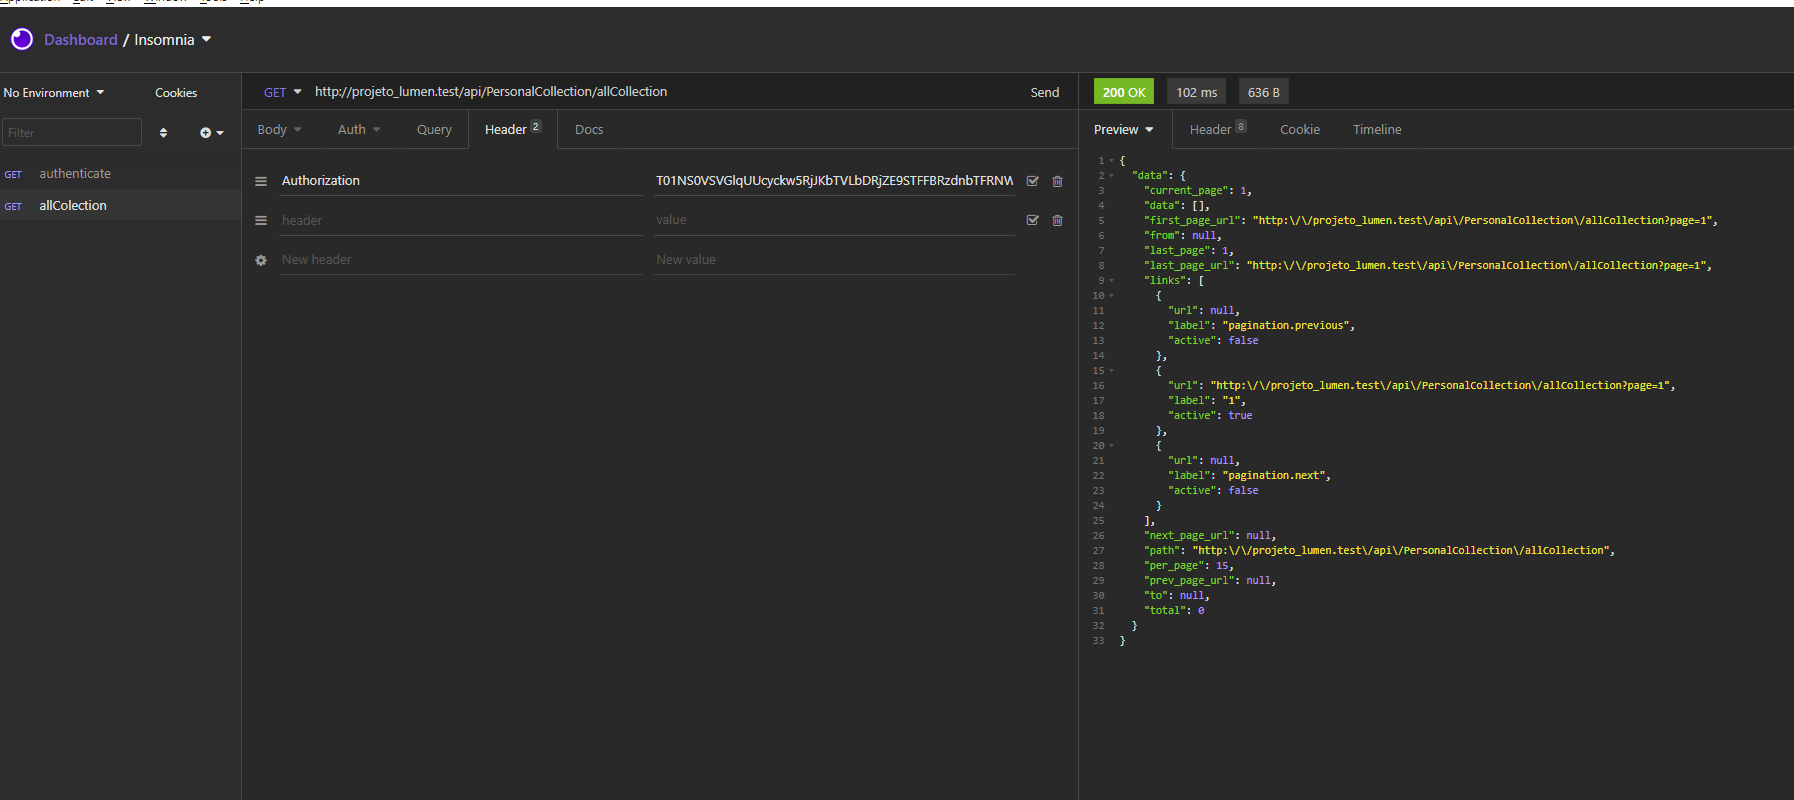 Application Edit View Window Tools Help
Dashboard / Insomnia
No Environment
Cookies
Filter
GET authenticate
GET allColection
GET http://projeto_lumen.test/api/PersonalCollection/allCollection
Send
Body
Auth
Query
Header 2
Docs
Authorization
T01NS0VSVGlqUUcyckw5RjJKbTVLbDRjZE9STFFBRzdnbTFRNW
header
value
New header
New value
200 OK
102 ms
636 B
Preview
Header 8
Cookie
Timeline
1 {
2 "data": {
3 "current_page": 1,
4 "data": [],
5 "first_page_url": "http:\/\/projeto_lumen.test\/api\/PersonalCollection\/allCollection?page=1",
6 "from": null,
7 "last_page": 1,
8 "last_page_url": "http:\/\/projeto_lumen.test\/api\/PersonalCollection\/allCollection?page=1",
9 "links": [
10 {
11 "url": null,
12 "label": "pagination.previous",
13 "active": false
14 },
15 {
16 "url": "http:\/\/projeto_lumen.test\/api\/PersonalCollection\/allCollection?page=1",
17 "label": "1",
18 "active": true
19 },
20 {
21 "url": null,
22 "label": "pagination.next",
23 "active": false
24 }
25 ],
26 "next_page_url": null,
27 "path": "http:\/\/projeto_lumen.test\/api\/PersonalCollection\/allCollection",
28 "per_page": 15,
29 "prev_page_url": null,
30 "to": null,
31 "total": 0
32 }
33 }